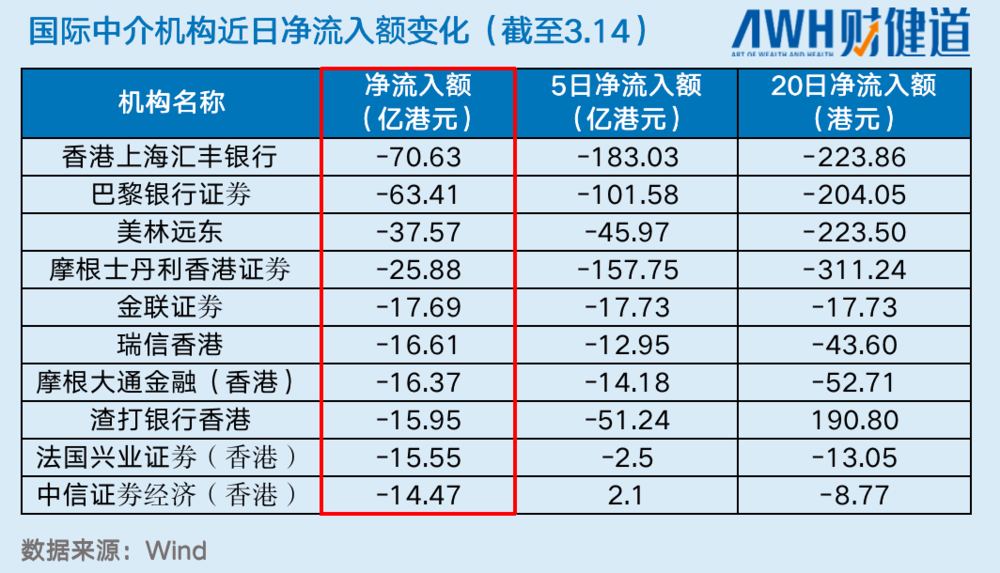 国际中介机构近日净流入额变化（截至3.14）
AWH财健道
ART OF WEALTH AND HEALTH
机构名称 净流入额（亿港元） 5日净流入额（亿港元） 20日净流入额（港元）
香港上海汇丰银行 -70.63 -183.03 -223.86
巴黎银行证券 -63.41 -101.58 -204.05
美林远东 -37.57 -45.97 -223.50
摩根士丹利香港证券 -25.88 -157.75 -311.24
金联证券 -17.69 -17.73 -17.73
瑞信香港 -16.61 -12.95 -43.60
摩根大通金融（香港） -16.37 -14.18 -52.71
渣打银行香港 -15.95 -51.24 190.80
法国兴业证券（香港） -15.55 -2.5 -13.05
中信证券经济（香港） -14.47 2.1 -8.77
数据来源：Wind